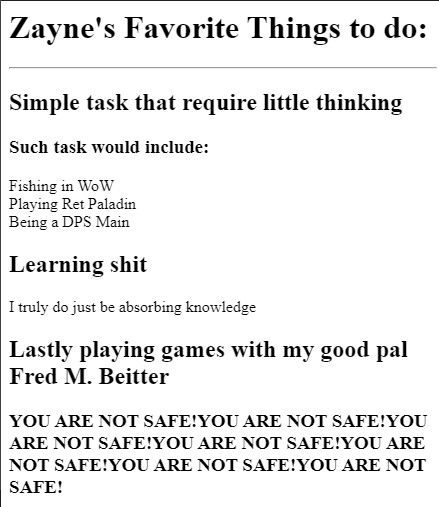 Zayne's Favorite Things to do:
Simple task that require little thinking
Such task would include:
Fishing in WoW
Playing Ret Paladin
Being a DPS Main
Learning shit
I truly do just be absorbing knowledge
Lastly playing games with my good pal
Fred M. Beitter
YOU ARE NOT SAFE!YOU ARE NOT SAFE!YOU
ARE NOT SAFE!YOU ARE NOT SAFE!YOU ARE
NOT SAFE!YOU ARE NOT SAFE!YOU ARE NOT
SAFE!